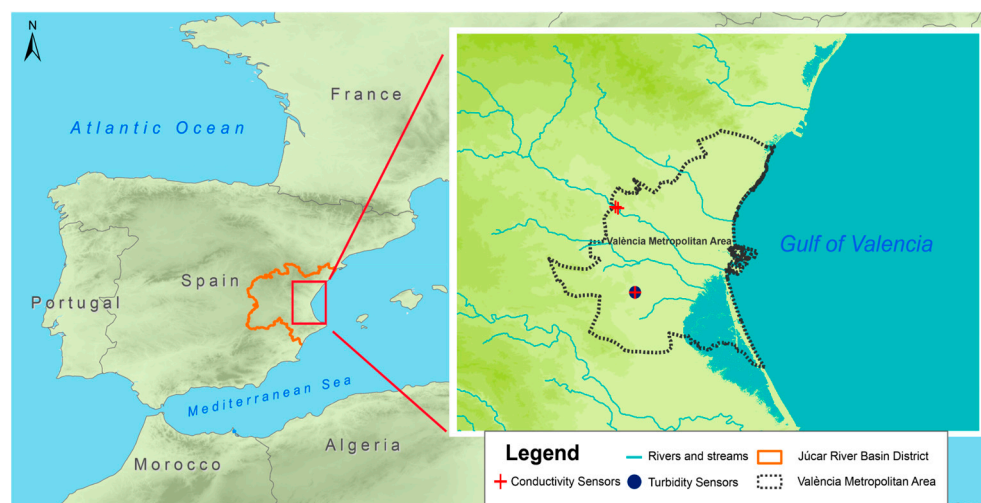 N
France
Atlantic Ocean
Spain
Portugal
Mediterranean Sea
Algeria
Morocco
València Metropolitan Area
Gulf of Valencia
Legend
Rivers and streams
Júcar River Basin District
Conductivity Sensors
Turbidity Sensors
València Metropolitan Area